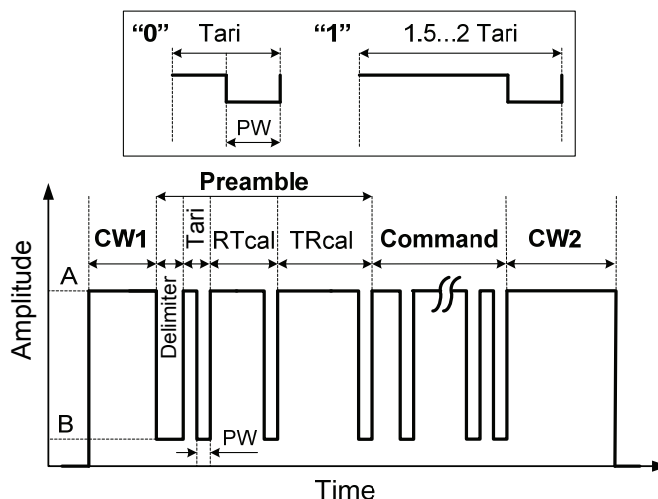 “0” Tari “1” 1.5...2 Tari
PW
Preamble
CW1 Tari RTcal TRcal Command CW2
A
Delimiter
Amplitude
B
PW
Time